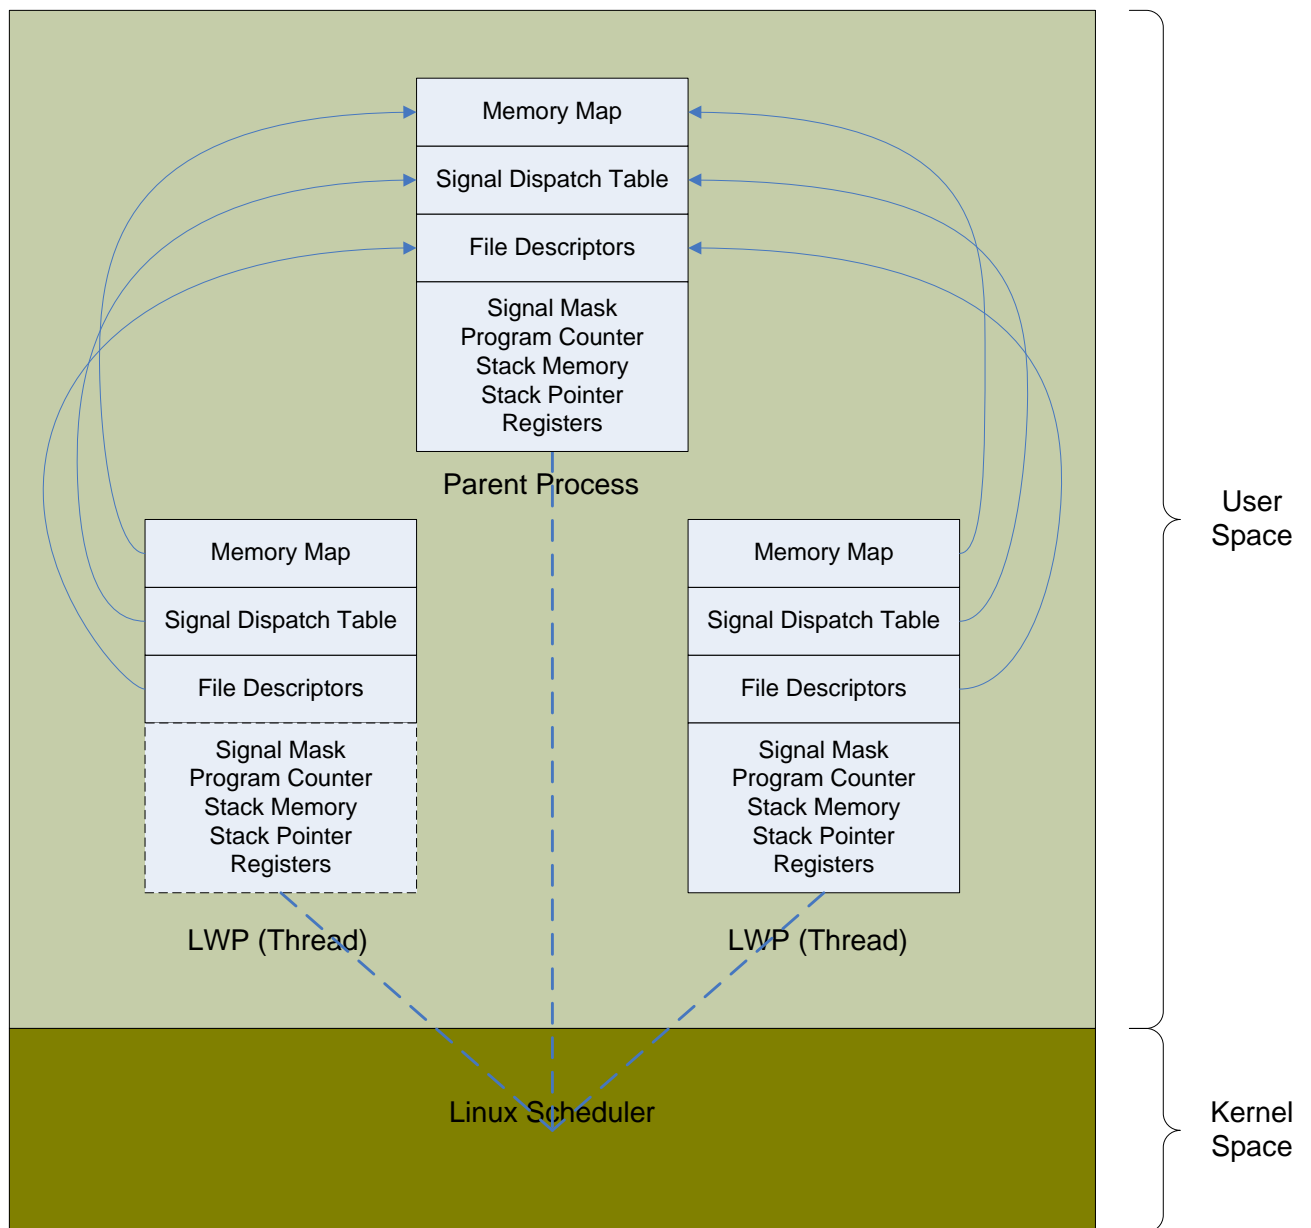 Memory Map
Signal Dispatch Table
File Descriptors
Signal Mask
Program Counter
Stack Memory
Stack Pointer
Registers
Parent Process
Memory Map
Signal Dispatch Table
File Descriptors
Signal Mask
Program Counter
Stack Memory
Stack Pointer
Registers
LWP (Thread)
Memory Map
Signal Dispatch Table
File Descriptors
Signal Mask
Program Counter
Stack Memory
Stack Pointer
Registers
LWP (Thread)
User
Space
Linux Scheduler
Kernel
Space